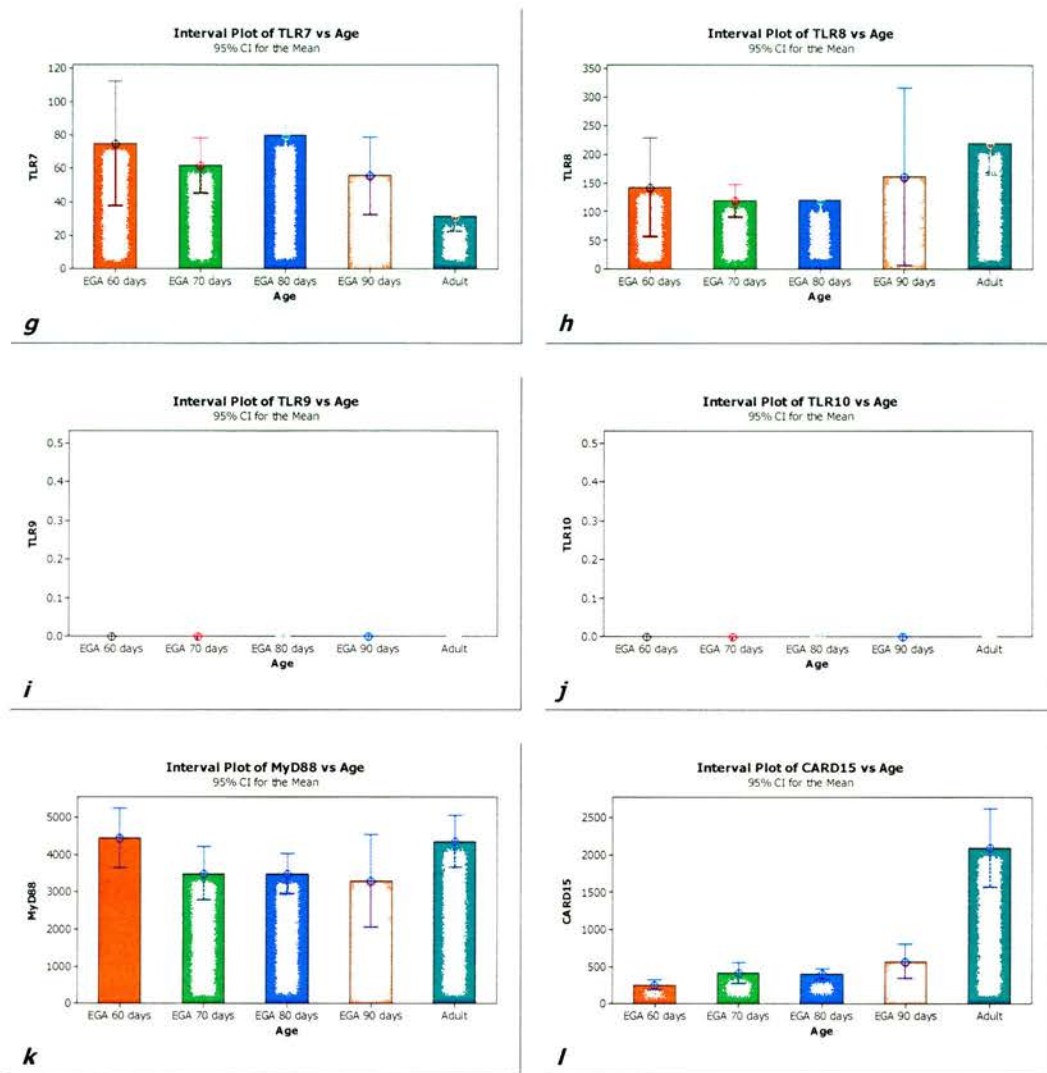 Interval Plot of TLR7 vs Age
95% CI for the Mean
120
100
80
60
40
20
0
TLR7
EGA 60 days EGA 70 days EGA 80 days EGA 90 days Adult
Age
g
Interval Plot of TLR8 vs Age
95% CI for the Mean
350
300
250
200
150
100
50
0
TLR8
EGA 60 days EGA 70 days EGA 80 days EGA 90 days Adult
Age
h
Interval Plot of TLR9 vs Age
95% CI for the Mean
0.5
0.4
0.3
0.2
0.1
0.0
TLR9
EGA 60 days EGA 70 days EGA 80 days EGA 90 days Adult
Age
i
Interval Plot of TLR10 vs Age
95% CI for the Mean
0.5
0.4
0.3
0.2
0.1
0.0
TLR10
EGA 60 days EGA 70 days EGA 80 days EGA 90 days Adult
Age
j
Interval Plot of MyD88 vs Age
95% CI for the Mean
5000
4000
3000
2000
1000
0
MyD88
EGA 60 days EGA 70 days EGA 80 days EGA 90 days Adult
Age
k
Interval Plot of CARD15 vs Age
95% CI for the Mean
2500
2000
1500
1000
500
0
CARD15
EGA 60 days EGA 70 days EGA 80 days EGA 90 days Adult
Age
l